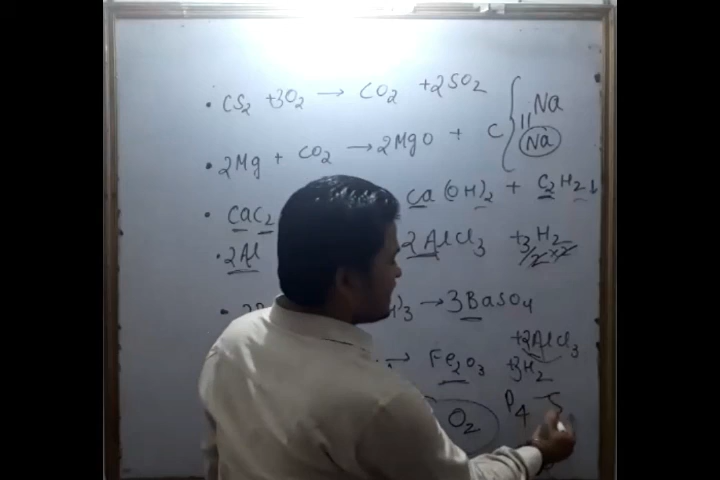 • CS₂ + 3O₂ → CO₂ + 2SO₂
11 Na
• 2Mg + CO₂ → 2MgO + C { Na
• CaC₂ Ca(OH)₂ + C₂H₂↓
• 2Al 2AlCl₃ + 3/2 H₂ × 2
• )₃ → 3BaSO₄
+ 2AlCl₃
→ Fe₂O₃ + 3H₂
O₂ P₄